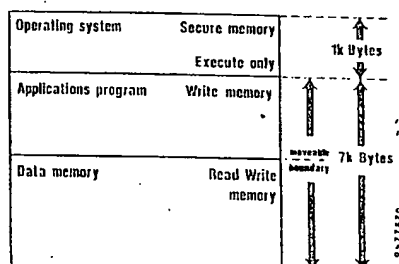 Operating system Secure memory
1k Bytes
Execute only
Applications program Write memory
moveable
boundary
7k Bytes
Data memory Read Write
memory